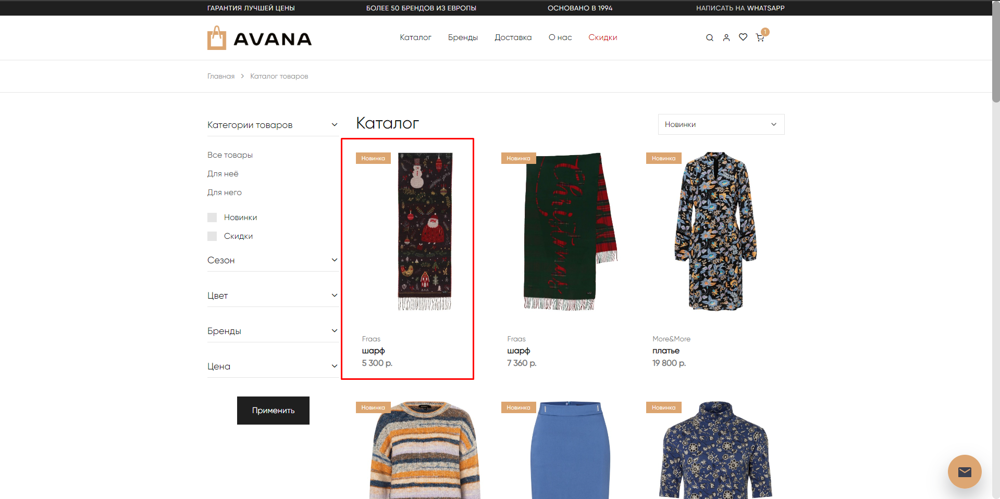 ГАРАНТИЯ ЛУЧШЕЙ ЦЕНЫ
БОЛЕЕ 50 БРЕНДОВ ИЗ ЕВРОПЫ
ОСНОВАНО В 1994
НАПИСАТЬ НА WHATSAPP
AVANA
Каталог
Бренды
Доставка
О нас
Скидки
1
Главная > Каталог товаров
Категории товаров
Все товары
Для неё
Для него
Новинки
Скидки
Сезон
Цвет
Бренды
Цена
Применить
Каталог
Новинки
Новинка
Fraas
шарф
5 300 р.
Новинка
Fraas
шарф
7 360 р.
Новинка
More&More
платье
19 800 р.
Новинка
Новинка
Новинка